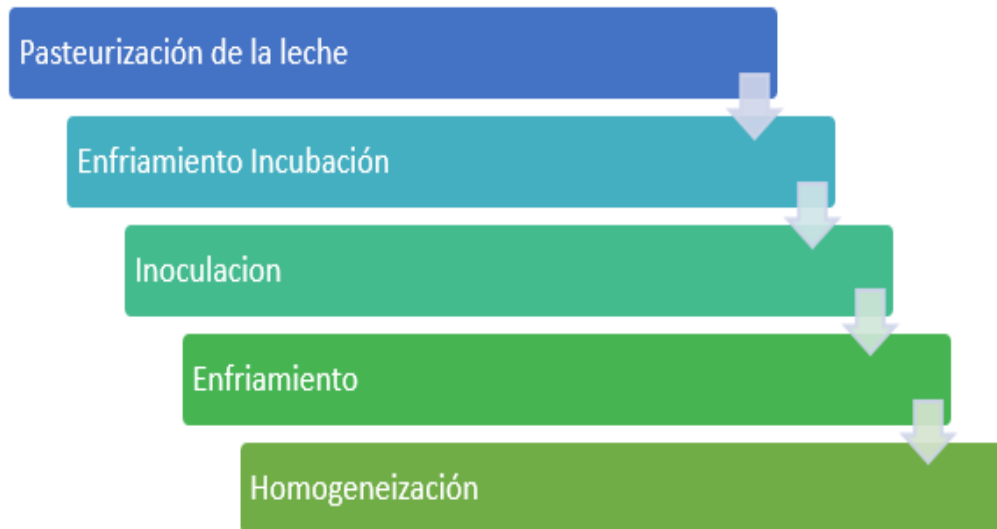 Pasteurización de la leche
Enfriamiento Incubación
Inoculacion
Enfriamiento
Homogeneización